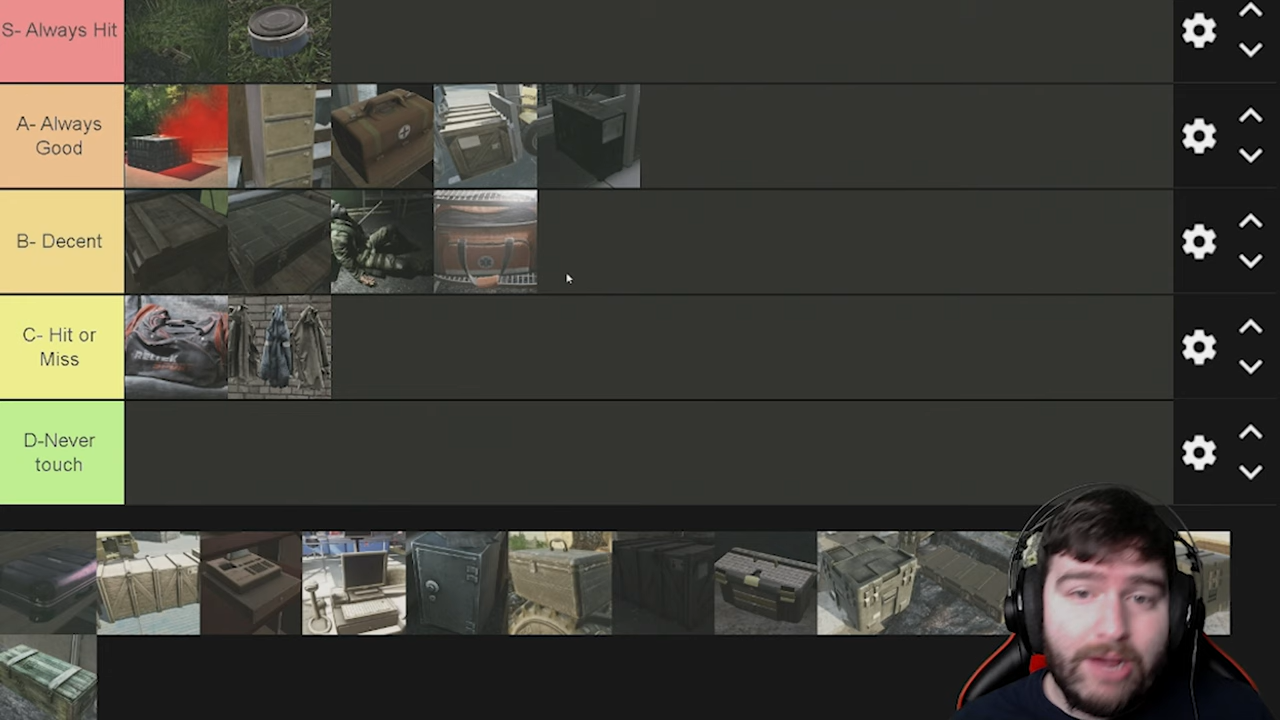 S- Always Hit
A- Always
Good
B- Decent
C- Hit or
Miss
D-Never
touch